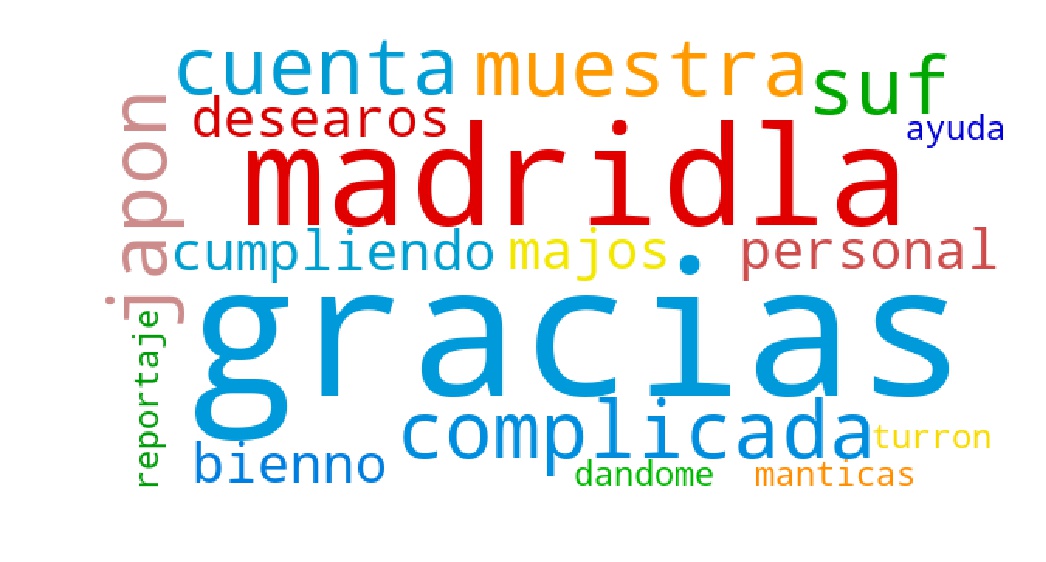 cuenta muestra suf
desearos ayuda
japon madridla
cumpliendo majos personal
gracias
reportaje complicada turron
bienno dandome manticas